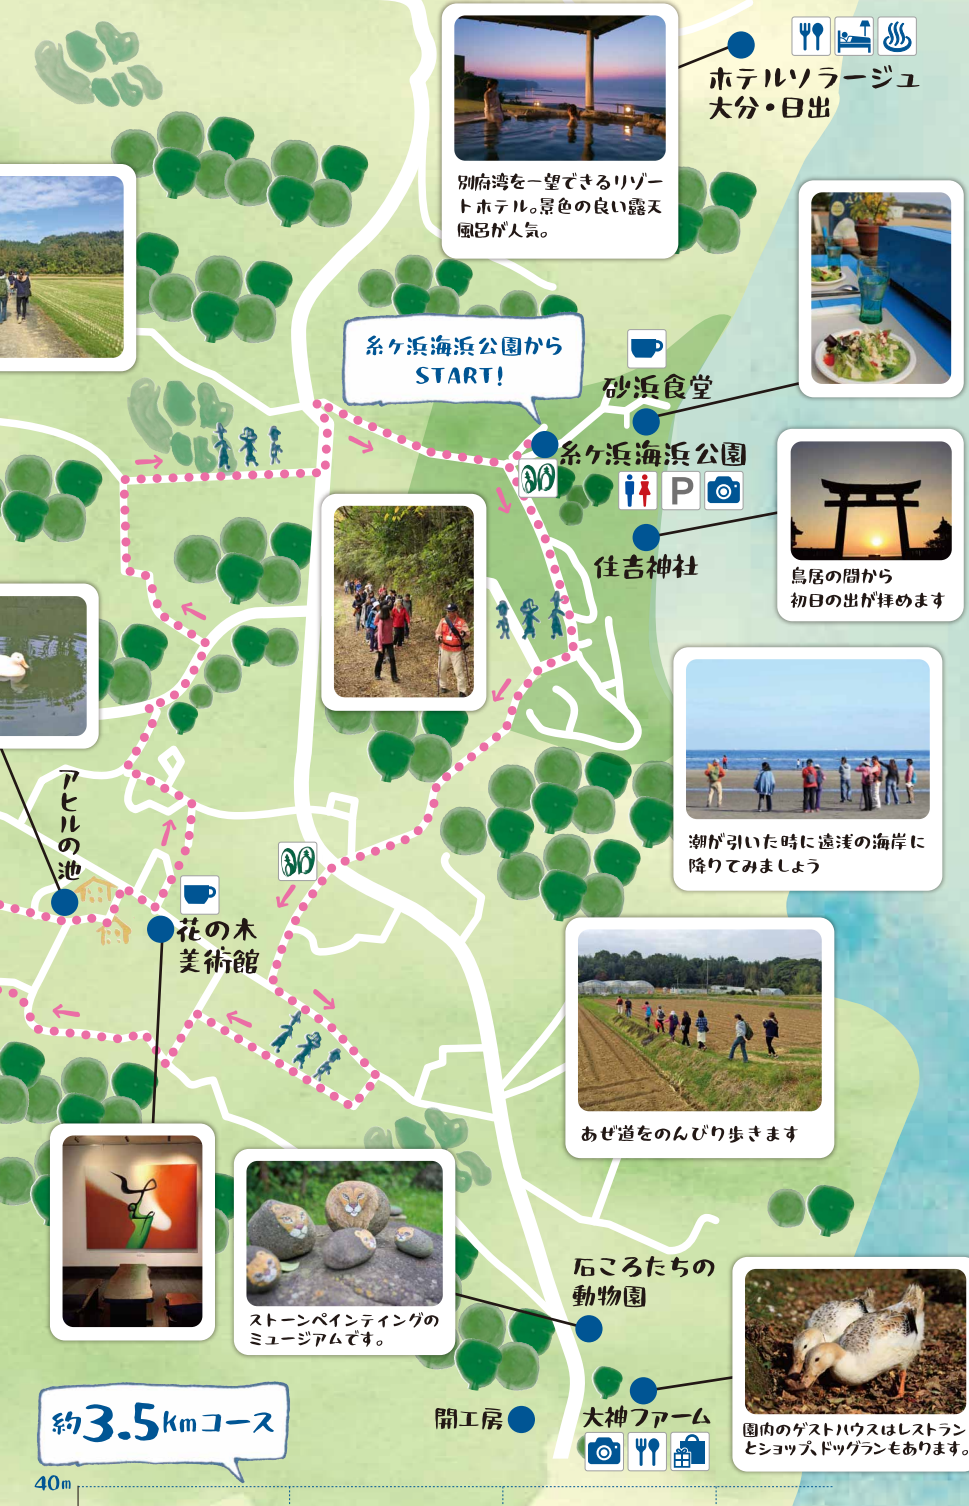 ホテルソラージュ
大分・日出
別府湾を一望できるリゾー
トホテル。景色の良い露天
風呂が人気。
糸ケ浜海浜公園から
START!
砂浜食堂
糸ケ浜海浜公園
P
住吉神社
鳥居の間から
初日の出が拝めます
潮が引いた時に遠浅の海岸に
降りてみましょう
アヒルの池
花の木
美術館
あぜ道をのんびり歩きます
ストーンペインティングの
ミュージアムです。
石ころたちの
動物園
開工房
大神ファーム
園内のゲストハウスはレストラン
とショップ、ドッグランもあります。
約3.5kmコース
40m